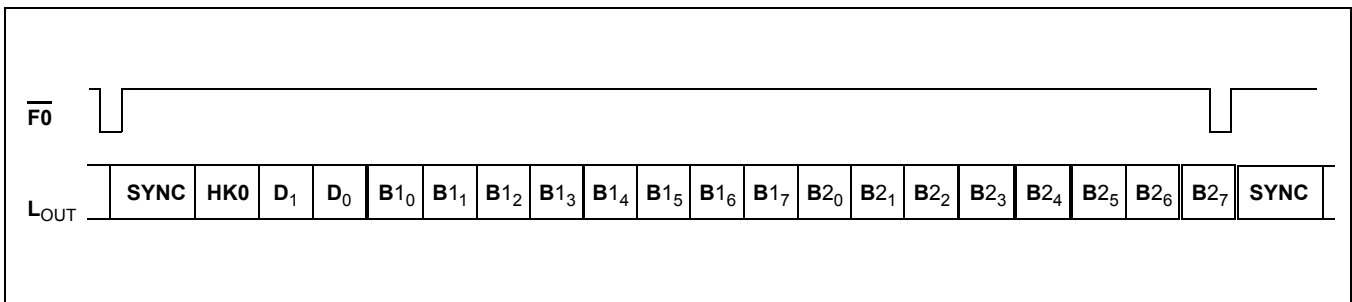 F0
L_OUT SYNC HK0 D₁ D₀ B1₀ B1₁ B1₂ B1₃ B1₄ B1₅ B1₆ B1₇ B2₀ B2₁ B2₂ B2₃ B2₄ B2₅ B2₆ B2₇ SYNC